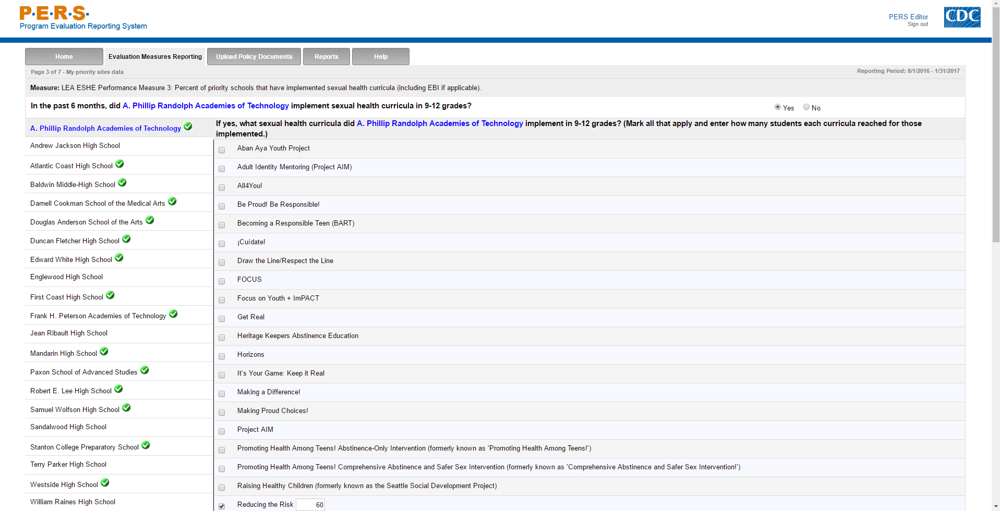 P·E·R·S·
Program Evaluation Reporting System
PERS Editor
Sign out
CDC
Home
Evaluation Measures Reporting
Upload Policy Documents
Reports
Help
Page 3 of 7 - My priority sites data
Reporting Period: 8/1/2016 - 1/31/2017
Measure: LEA ESHE Performance Measure 3: Percent of priority schools that have implemented sexual health curricula (including EBI if applicable).
In the past 6 months, did A. Phillip Randolph Academies of Technology implement sexual health curricula in 9-12 grades?
Yes
No
A. Phillip Randolph Academies of Technology
Andrew Jackson High School
Atlantic Coast High School
Baldwin Middle-High School
Darnell Cookman School of the Medical Arts
Douglas Anderson School of the Arts
Duncan Fletcher High School
Edward White High School
Englewood High School
First Coast High School
Frank H. Peterson Academies of Technology
Jean Ribault High School
Mandarin High School
Paxon School of Advanced Studies
Robert E. Lee High School
Samuel Wolfson High School
Sandalwood High School
Stanton College Preparatory School
Terry Parker High School
Westside High School
William Raines High School
If yes, what sexual health curricula did A. Phillip Randolph Academies of Technology implement in 9-12 grades? (Mark all that apply and enter how many students each curricula reached for those
implemented.)
Aban Aya Youth Project
Adult Identity Mentoring (Project AIM)
All4You!
Be Proud! Be Responsible!
Becoming a Responsible Teen (BART)
¡Cuídate!
Draw the Line/Respect the Line
FOCUS
Focus on Youth + ImPACT
Get Real
Heritage Keepers Abstinence Education
Horizons
It's Your Game: Keep it Real
Making a Difference!
Making Proud Choices!
Project AIM
Promoting Health Among Teens! Abstinence-Only Intervention (formerly known as 'Promoting Health Among Teens!')
Promoting Health Among Teens! Comprehensive Abstinence and Safer Sex Intervention (formerly known as 'Comprehensive Abstinence and Safer Sex Intervention!')
Raising Healthy Children (formerly known as the Seattle Social Development Project)
Reducing the Risk 60